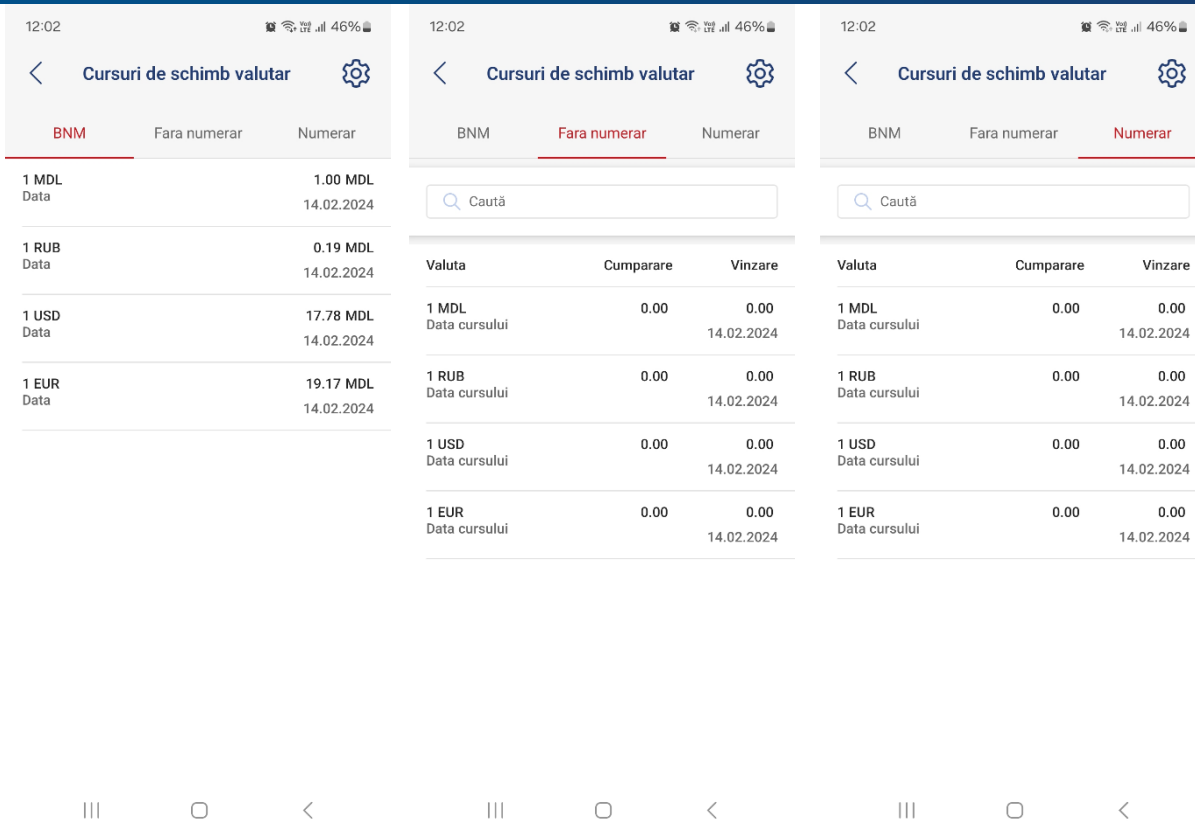 12:02 46%
Cursuri de schimb valutar
BNM Fara numerar Numerar
1 MDL 1.00 MDL
Data 14.02.2024
1 RUB 0.19 MDL
Data 14.02.2024
1 USD 17.78 MDL
Data 14.02.2024
1 EUR 19.17 MDL
Data 14.02.2024
12:02 46%
Cursuri de schimb valutar
BNM Fara numerar Numerar
Caută
Valuta Cumparare Vinzare
1 MDL 0.00 0.00
Data cursului 14.02.2024
1 RUB 0.00 0.00
Data cursului 14.02.2024
1 USD 0.00 0.00
Data cursului 14.02.2024
1 EUR 0.00 0.00
Data cursului 14.02.2024
12:02 46%
Cursuri de schimb valutar
BNM Fara numerar Numerar
Caută
Valuta Cumparare Vinzare
1 MDL 0.00 0.00
Data cursului 14.02.2024
1 RUB 0.00 0.00
Data cursului 14.02.2024
1 USD 0.00 0.00
Data cursului 14.02.2024
1 EUR 0.00 0.00
Data cursului 14.02.2024